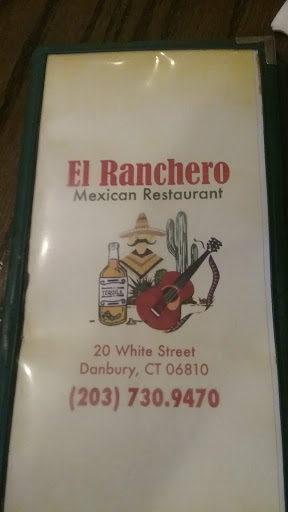 El Ranchero
Mexican Restaurant
TEQUILA
20 White Street
Danbury, CT 06810
(203) 730.9470